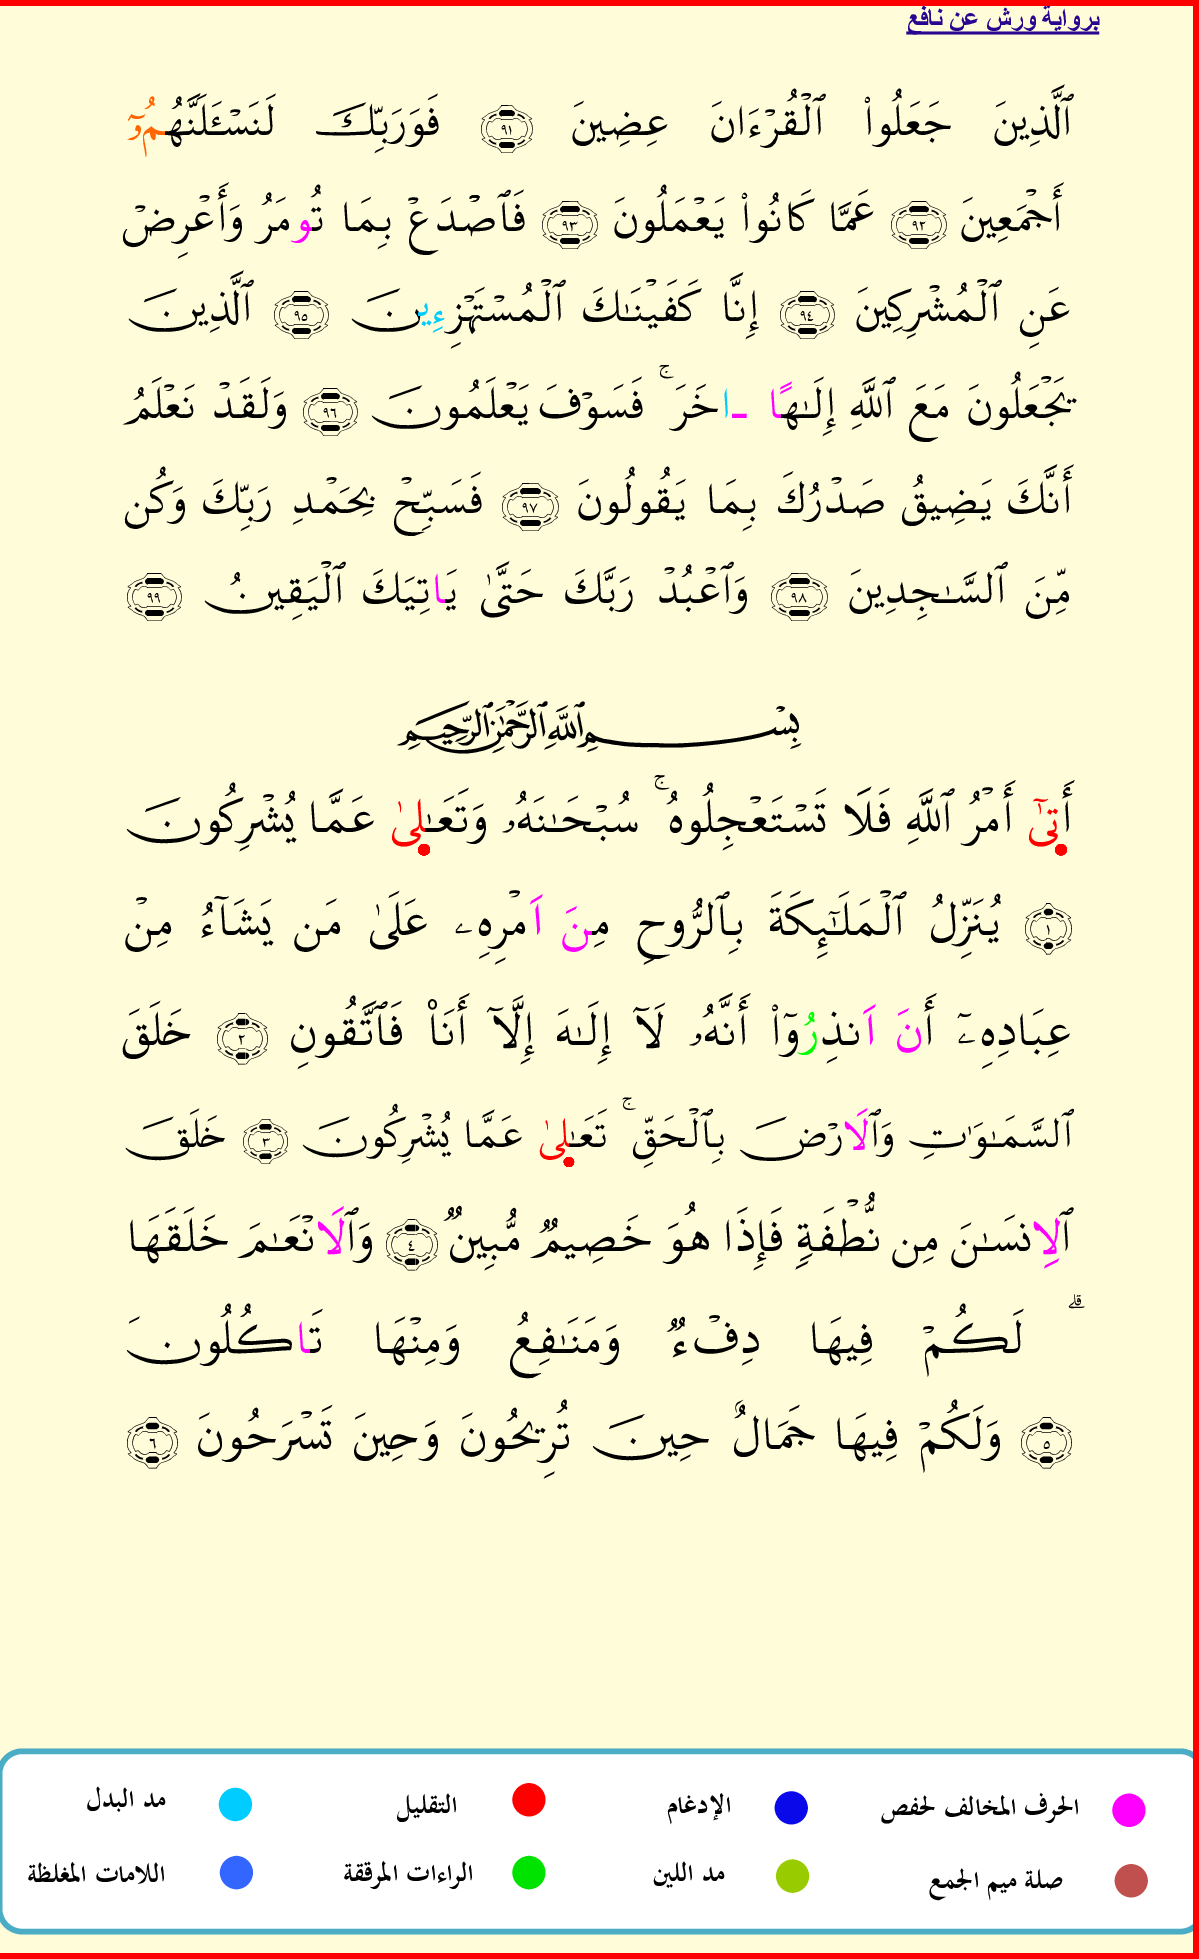 برواية ورش عن نافع
ٱلَّذِينَ جَعَلُوا۟ ٱلْقُرْءَانَ عِضِينَ ٩١ فَوَرَبِّكَ لَنَسْـَٔلَنَّهُمُۥٓ
أَجْمَعِينَ ٩٢ عَمَّا كَانُوا۟ يَعْمَلُونَ ٩٣ فَٱصْدَعْ بِمَا تُومَرُ وَأَعْرِضْ
عَنِ ٱلْمُشْرِكِينَ ٩٤ إِنَّا كَفَيْنَـٰكَ ٱلْمُسْتَهْزِءِينَ ٩٥ ٱلَّذِينَ
يَجْعَلُونَ مَعَ ٱللَّهِ إِلَـٰهًا ـاخَرَ ۚ فَسَوْفَ يَعْلَمُونَ ٩٦ وَلَقَدْ نَعْلَمُ
أَنَّكَ يَضِيقُ صَدْرُكَ بِمَا يَقُولُونَ ٩٧ فَسَبِّحْ بِحَمْدِ رَبِّكَ وَكُن
مِّنَ ٱلسَّـٰجِدِينَ ٩٨ وَٱعْبُدْ رَبَّكَ حَتَّىٰ يَاتِيَكَ ٱلْيَقِينُ ٩٩
بِسْمِ ٱللَّهِ ٱلرَّحْمَـٰنِ ٱلرَّحِيمِ
أَتىٰٓ أَمْرُ ٱللَّهِ فَلَا تَسْتَعْجِلُوهُ ۚ سُبْحَـٰنَهُۥ وَتَعَـٰلىٰ عَمَّا يُشْرِكُونَ
١ يُنَزِّلُ ٱلْمَلَـٰٓئِكَةَ بِٱلرُّوحِ مِنَ اَمْرِهِۦ عَلَىٰ مَن يَشَآءُ مِنْ
عِبَادِهِۦٓ أَنَ اَنذِرُوٓا۟ أَنَّهُۥ لَآ إِلَـٰهَ إِلَّآ أَنَا۠ فَٱتَّقُونِ ٢ خَلَقَ
ٱلسَّمَـٰوَٰتِ وَٱلَارْضَ بِٱلْحَقِّ ۚ تَعَـٰلىٰ عَمَّا يُشْرِكُونَ ٣ خَلَقَ
ٱلِانسَـٰنَ مِن نُّطْفَةٍ فَإِذَا هُوَ خَصِيمٌ مُّبِينٌ ٤ وَٱلَانْعَـٰمَ خَلَقَهَا
ۗ لَكُمْ فِيهَا دِفْءٌ وَمَنَـٰفِعُ وَمِنْهَا تَاكُلُونَ
٥ وَلَكُمْ فِيهَا جَمَالٌ حِينَ تُرِيحُونَ وَحِينَ تَسْرَحُونَ ٦
الحرف المخالف لحفص الإدغام التقليل مد البدل
صلة ميم الجمع مد اللين الراءات المرققة اللامات المغلظة